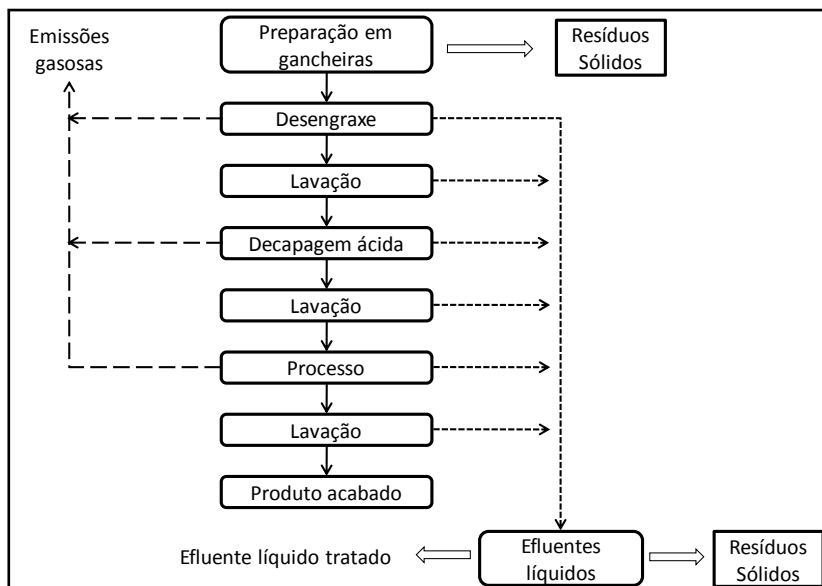 Emissões
gasosas
Preparação em
gancheiras
Resíduos
Sólidos
Desengraxe
Lavação
Decapagem ácida
Lavação
Processo
Lavação
Produto acabado
Efluente líquido tratado
Efluentes
líquidos
Resíduos
Sólidos